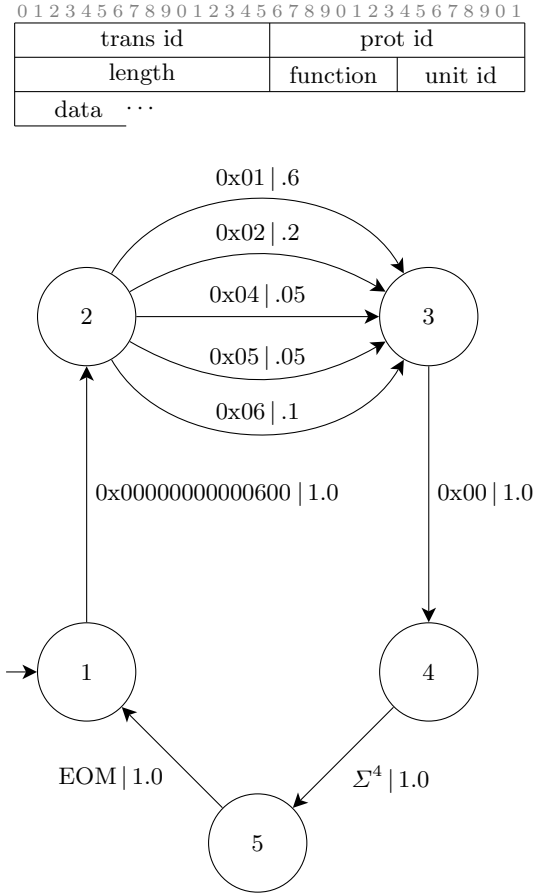 0 1 2 3 4 5 6 7 8 9 0 1 2 3 4 5 6 7 8 9 0 1 2 3 4 5 6 7 8 9 0 1
trans id prot id
length function unit id
data ···
0x01 | .6
0x02 | .2
2 0x04 | .05 3
0x05 | .05
0x06 | .1
0x00000000000600 | 1.0 0x00 | 1.0
1 4
EOM | 1.0 Σ⁴ | 1.0
5